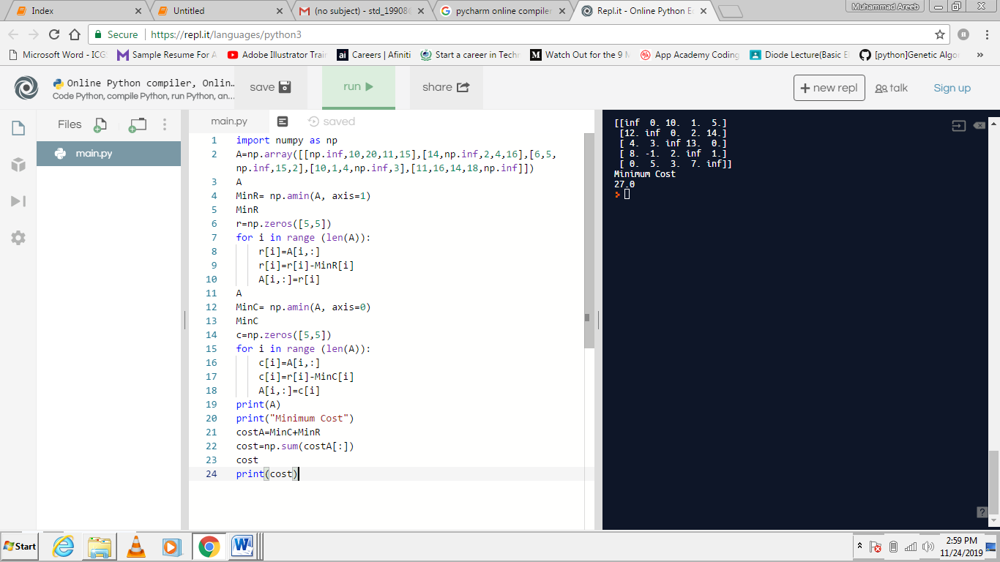 Index
Untitled
(no subject) - std_19908@
pycharm online compiler
Repl.it - Online Python Ed
Muhammad Areeb
Secure
https://repl.it/languages/python3
Microsoft Word - ICG
Sample Resume For A
Adobe Illustrator Trai
ai
Careers | Afiniti
Start a career in Techn
Watch Out for the 9 M
App Academy Coding
Diode Lecture(Basic E
[python]Genetic Algor
»
Online Python compiler, Onlin…
Code Python, compile Python, run Python, an...
save
run
share
+ new repl
talk
Sign up
Files
main.py
main.py
saved
1 import numpy as np
2 A=np.array([[np.inf,10,20,11,15],[14,np.inf,2,4,16],[6,5,
np.inf,15,2],[10,1,4,np.inf,3],[11,16,14,18,np.inf]])
3 A
4 MinR= np.amin(A, axis=1)
5 MinR
6 r=np.zeros([5,5])
7 for i in range (len(A)):
8 r[i]=A[i,:]
9 r[i]=r[i]-MinR[i]
10 A[i,:]=r[i]
11 A
12 MinC= np.amin(A, axis=0)
13 MinC
14 c=np.zeros([5,5])
15 for i in range (len(A)):
16 c[i]=A[i,:]
17 c[i]=r[i]-MinC[i]
18 A[i,:]=c[i]
19 print(A)
20 print("Minimum Cost")
21 costA=MinC+MinR
22 cost=np.sum(costA[:])
23 cost
24 print(cost)
[[inf  0. 10.  1.  5.]
 [12. inf  0.  2. 14.]
 [ 4.  3. inf 13.  0.]
 [ 8. -1.  2. inf  1.]
 [ 0.  5.  3.  7. inf]]
Minimum Cost
27.0
>
?
Start
2:59 PM
11/24/2019